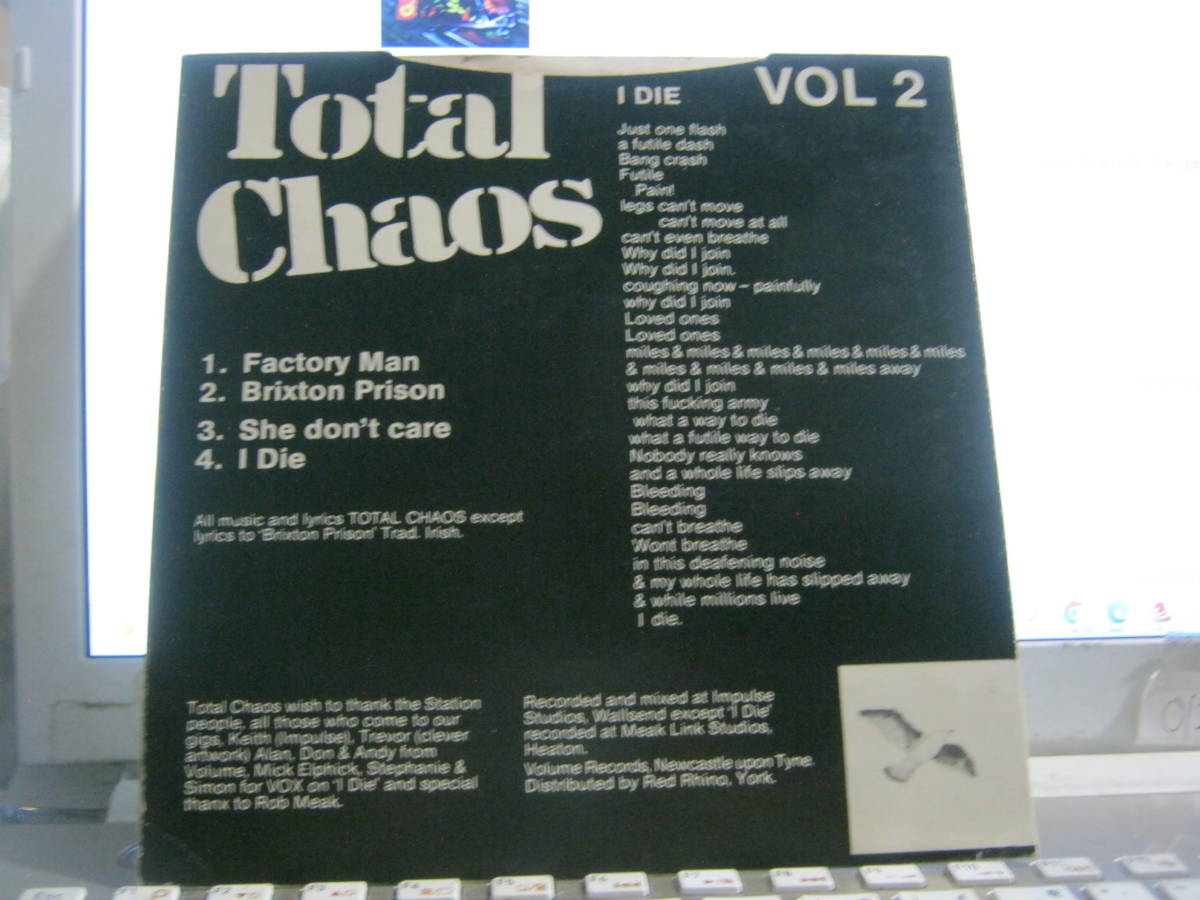 Total
Chaos
1. Factory Man
2. Brixton Prison
3. She don't care
4. I Die
All music and lyrics TOTAL CHAOS except
lyrics to 'Brixton Prison' Trad. Irish.
I DIE
VOL 2
Just one flash
a futile dash
Bang crash
Futile
Pain!
legs can't move
can't move at all
can't even breathe
Why did I join
Why did I join.
coughing now – painfully
why did I join
Loved ones
Loved ones
miles & miles & miles & miles & miles & miles
& miles & miles & miles & miles away
why did I join
this fucking army
what a way to die
what a futile way to die
Nobody really knows
and a whole life slips away
Bleeding
Bleeding
can't breathe
Wont breathe
in this deafening noise
& my whole life has slipped away
& while millions live
I die.
Total Chaos wish to thank the Station
people, all those who come to our
gigs, Keith (Impulse), Trevor (clever
artwork) Alan, Don & Andy from
Volume, Mick Elphick, Stephanie &
Simon for VOX on 'I Die' and special
thanx to Rob Meak.
Recorded and mixed at Impulse
Studios, Wallsend except 'I Die'
recorded at Meak Link Studios,
Heaton.
Volume Records, Newcastle upon Tyne.
Distributed by Red Rhino, York.